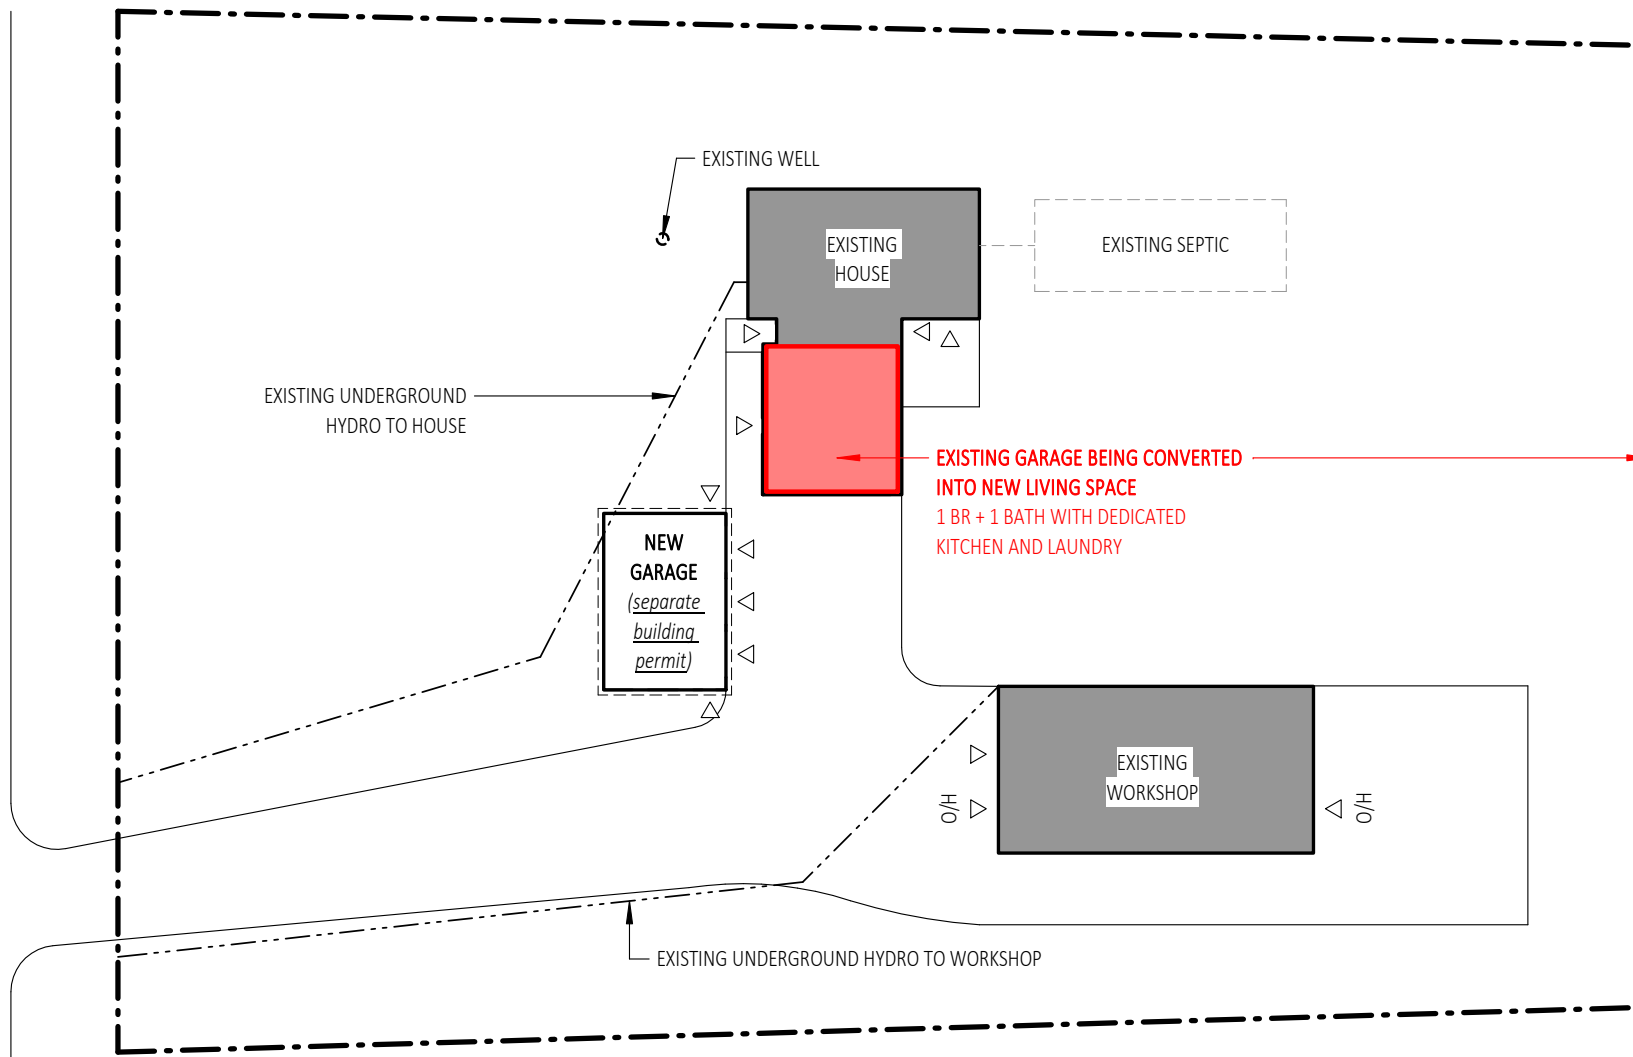 EXISTING WELL
EXISTING
HOUSE
EXISTING SEPTIC
EXISTING UNDERGROUND
HYDRO TO HOUSE
EXISTING GARAGE BEING CONVERTED
INTO NEW LIVING SPACE
1 BR + 1 BATH WITH DEDICATED
KITCHEN AND LAUNDRY
NEW
GARAGE
(separate
building
permit)
EXISTING
WORKSHOP
O/H
O/H
EXISTING UNDERGROUND HYDRO TO WORKSHOP